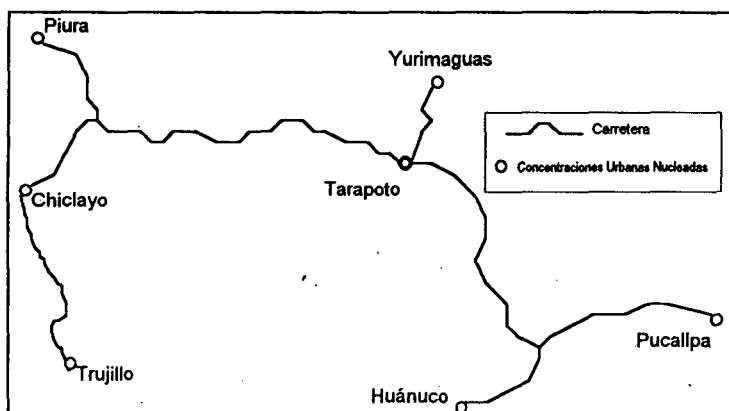 Piura
Yurimaguas
Carretera
Concentraciones Urbanas Nucleadas
Tarapoto
Chiclayo
Pucallpa
Trujillo
Huánuco